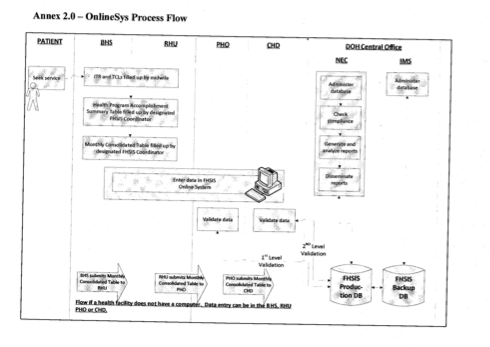 Annex 2.0 – OnlineSys Process Flow
PATIENT
BHS
RHU
PHO
CHD
DOH Central Office
NEC
IMS
Seek service
ITR and TCLs filled up by midwife
Administer
database
Administer
database
Health Program Accomplishment
Summary Table filled up by designated
FHSIS Coordinator
Check
compliance
Monthly Consolidated Table filled up by
designated FHSIS Coordinator
Generate and
analyze reports
Enter data in FHSIS
Online System
Disseminate
reports
Validate data
Validate data
1st Level
Validation
2nd Level
Validation
BHS submits Monthly
Consolidated Table to
RHU
RHU submits Monthly
Consolidated Table to
PHO
PHO submits Monthly
Consolidated Table to
CHD
FHSIS
Produc-
tion DB
FHSIS
Backup
DB
Flow if a health facility does not have a computer. Data entry can be in the BHS, RHU
PHO or CHD.